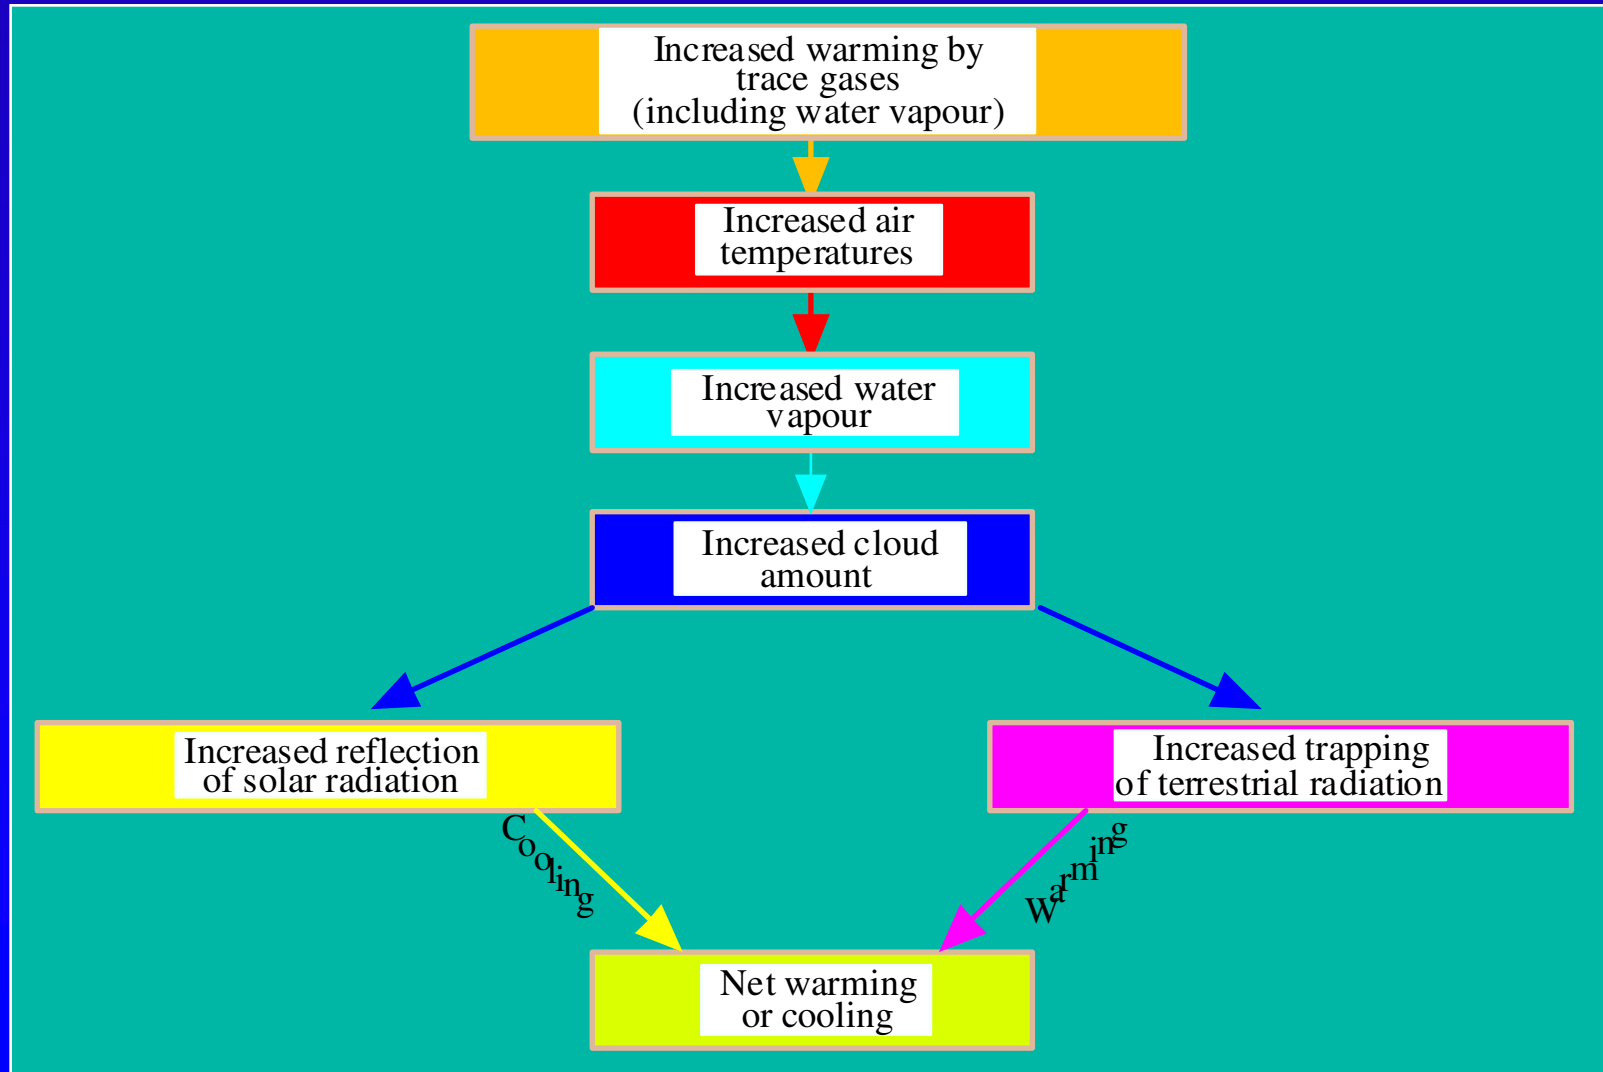 Increased warming by
trace gases
(including water vapour)
Increased air
temperatures
Increased water
vapour
Increased cloud
amount
Increased reflection
of solar radiation
Increased trapping
of terrestrial radiation
Cooling
Warming
Net warming
or cooling